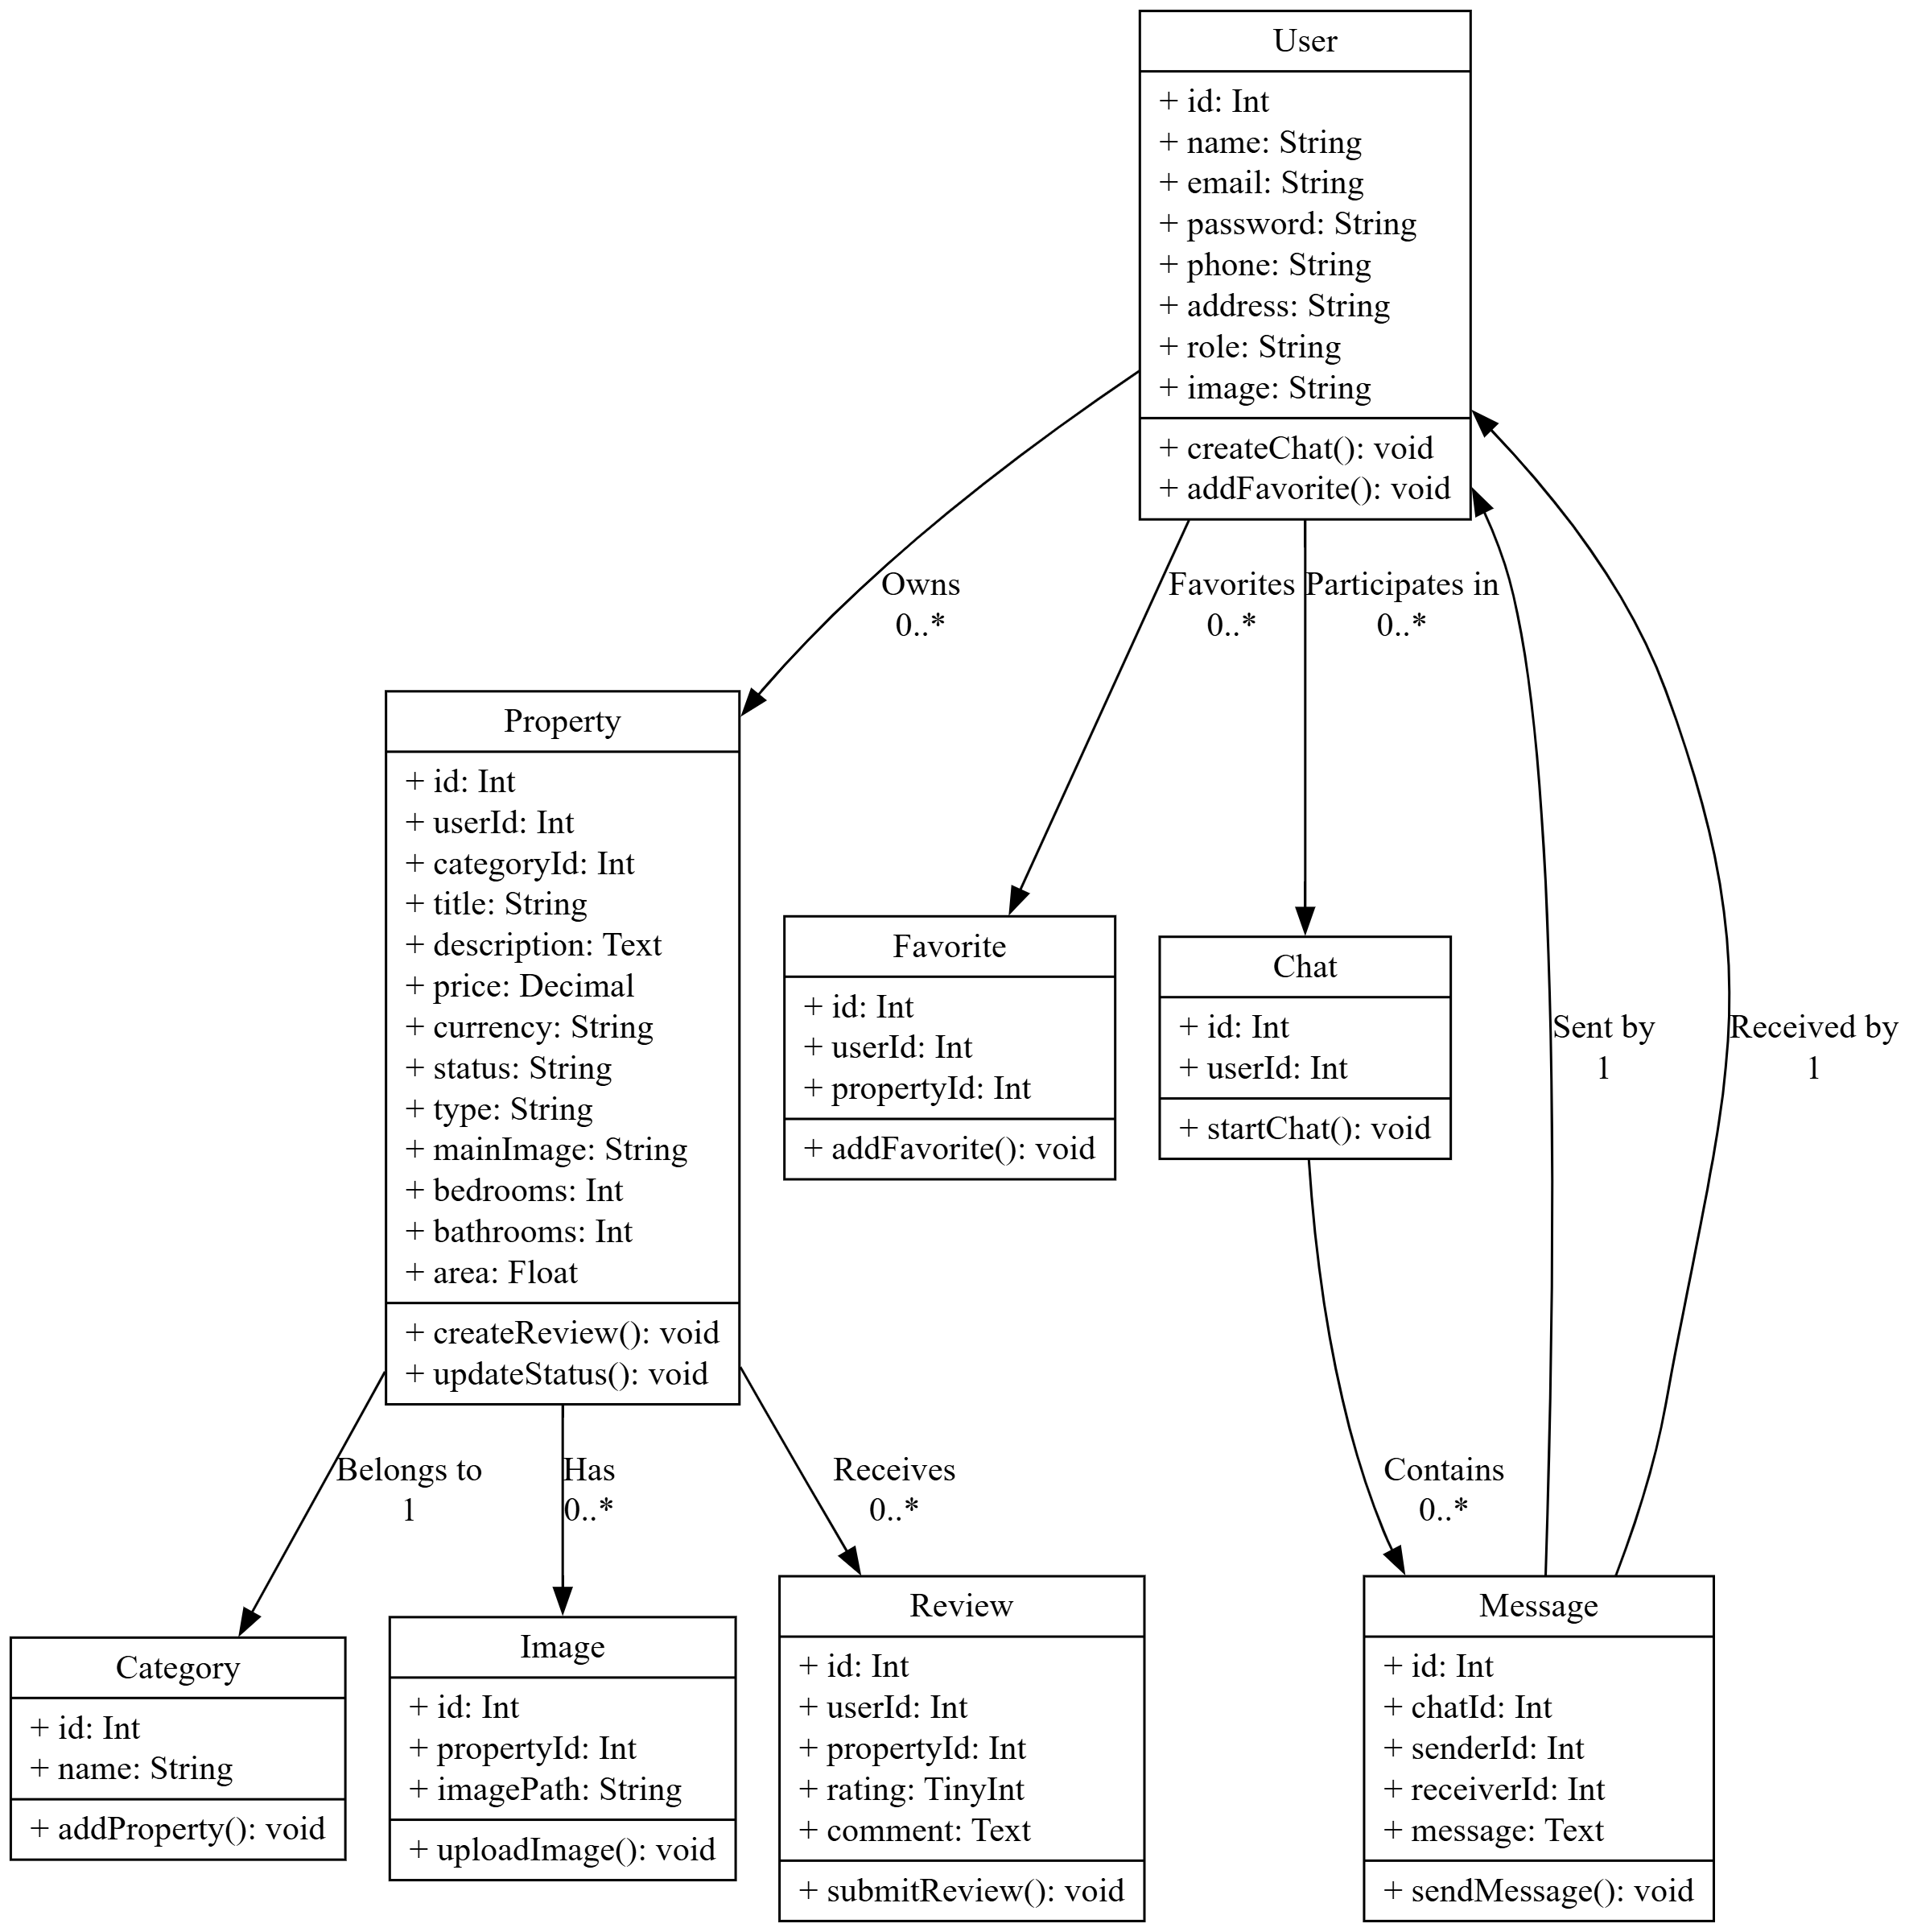 User
+ id: Int
+ name: String
+ email: String
+ password: String
+ phone: String
+ address: String
+ role: String
+ image: String
+ createChat(): void
+ addFavorite(): void
Owns
0..*
Favorites
0..*
Participates in
0..*
Property
+ id: Int
+ userId: Int
+ categoryId: Int
+ title: String
+ description: Text
+ price: Decimal
+ currency: String
+ status: String
+ type: String
+ mainImage: String
+ bedrooms: Int
+ bathrooms: Int
+ area: Float
+ createReview(): void
+ updateStatus(): void
Favorite
+ id: Int
+ userId: Int
+ propertyId: Int
+ addFavorite(): void
Chat
+ id: Int
+ userId: Int
+ startChat(): void
Sent by
1
Received by
1
Belongs to
1
Has
0..*
Receives
0..*
Contains
0..*
Category
+ id: Int
+ name: String
+ addProperty(): void
Image
+ id: Int
+ propertyId: Int
+ imagePath: String
+ uploadImage(): void
Review
+ id: Int
+ userId: Int
+ propertyId: Int
+ rating: TinyInt
+ comment: Text
+ submitReview(): void
Message
+ id: Int
+ chatId: Int
+ senderId: Int
+ receiverId: Int
+ message: Text
+ sendMessage(): void